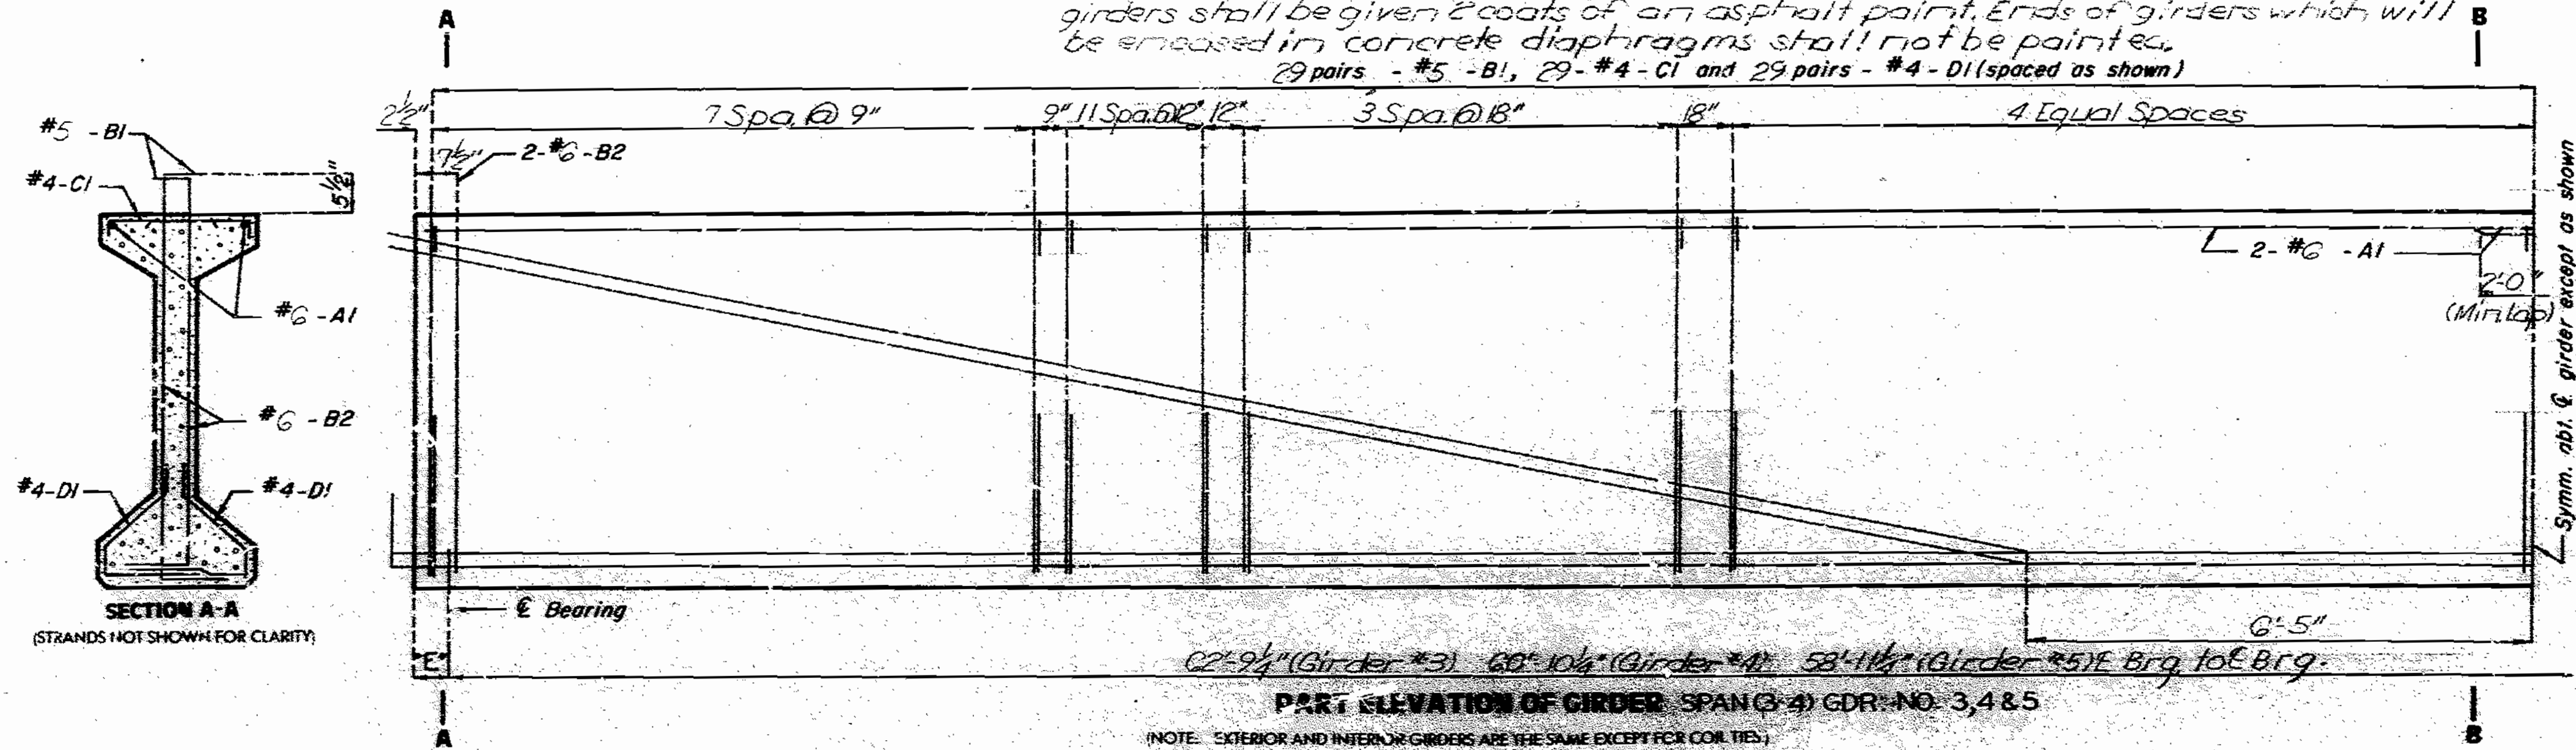 girders shall be given 2 coats of an asphalt paint. Ends of girders which will
be encased in concrete diaphragms shall not be painted.
29 pairs - #5 - B1, 29 - #4 - C1 and 29 pairs - #4 - D1 (spaced as shown)
A
B
2½"
7 Spa. @ 9"
9"
11 Spa. @ 12"
12"
3 Spa. @ 18"
18"
4 Equal Spaces
#5 - B1
7½"
2-#6 - B2
#4-C1
5½"
2-#6 - A1
2'-0"
(Min. Lap)
#6 - A1
#6 - B2
#4-D1
#4-D1
Symm. abt. ℄ girder except as shown
SECTION A-A
(STRANDS NOT SHOWN FOR CLARITY)
℄ Bearing
6'-5"
"E"
62'-9¼" (Girder #3) 60'-10¼" (Girder #4) 58'-11¼" (Girder #5) ℄ Brg. to ℄ Brg.
PART ELEVATION OF GIRDER SPAN (3-4) GDR. NO. 3,4 & 5
(NOTE: EXTERIOR AND INTERIOR GIRDERS ARE THE SAME EXCEPT FOR COIL TIES.)
A
B